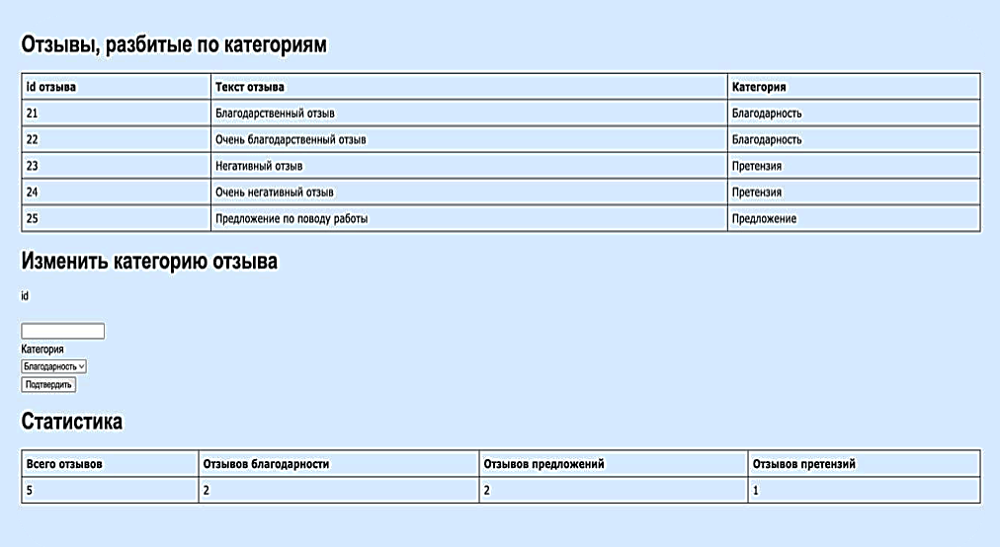 Отзывы, разбитые по категориям
id отзыва Текст отзыва Категория
21 Благодарственный отзыв Благодарность
22 Очень благодарственный отзыв Благодарность
23 Негативный отзыв Претензия
24 Очень негативный отзыв Претензия
25 Предложение по поводу работы Предложение
Изменить категорию отзыва
id
Категория
Благодарность
Подтвердить
Статистика
Всего отзывов Отзывов благодарности Отзывов предложений Отзывов претензий
5 2 2 1